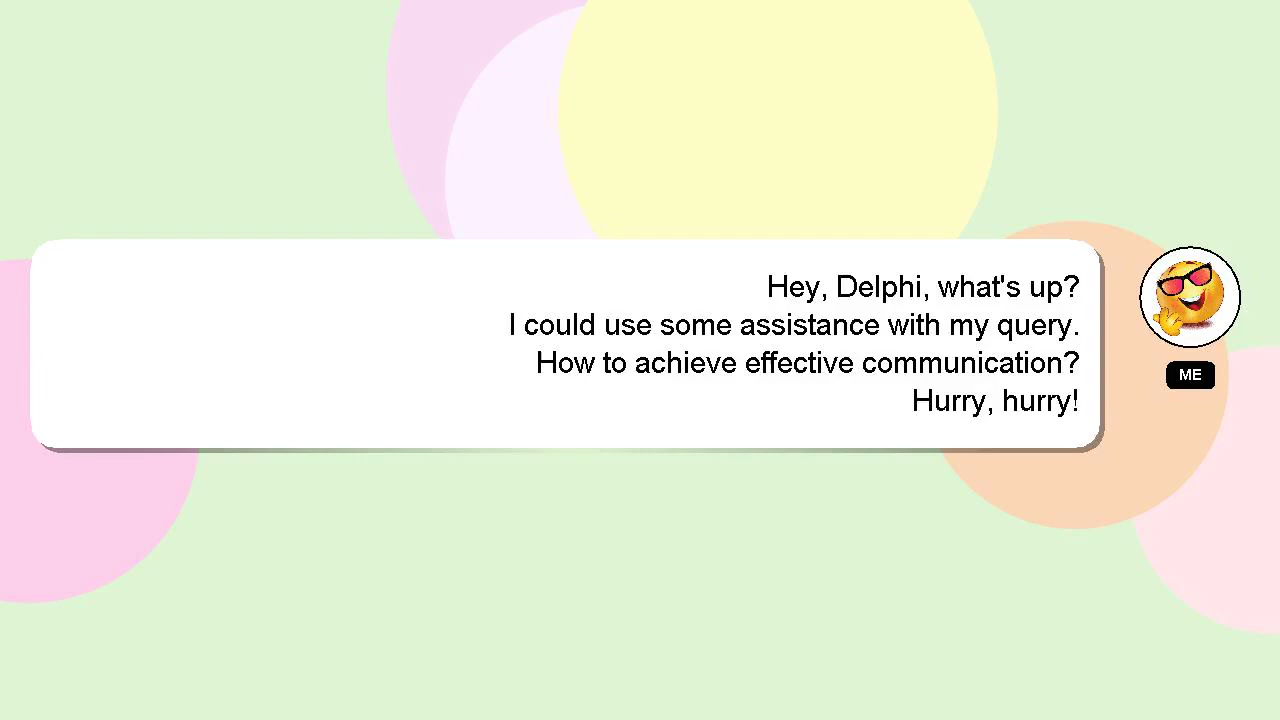 Hey, Delphi, what's up?
I could use some assistance with my query.
How to achieve effective communication?
Hurry, hurry!
ME